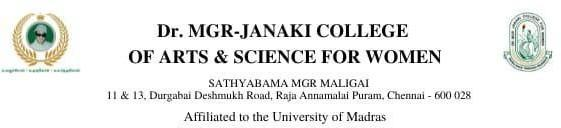 Dr. MGR-JANAKI COLLEGE
OF ARTS & SCIENCE FOR WOMEN
SATHYABAMA MGR MALIGAI
11 & 13, Durgabai Deshmukh Road, Raja Annamalai Puram, Chennai - 600 028
Affiliated to the University of Madras